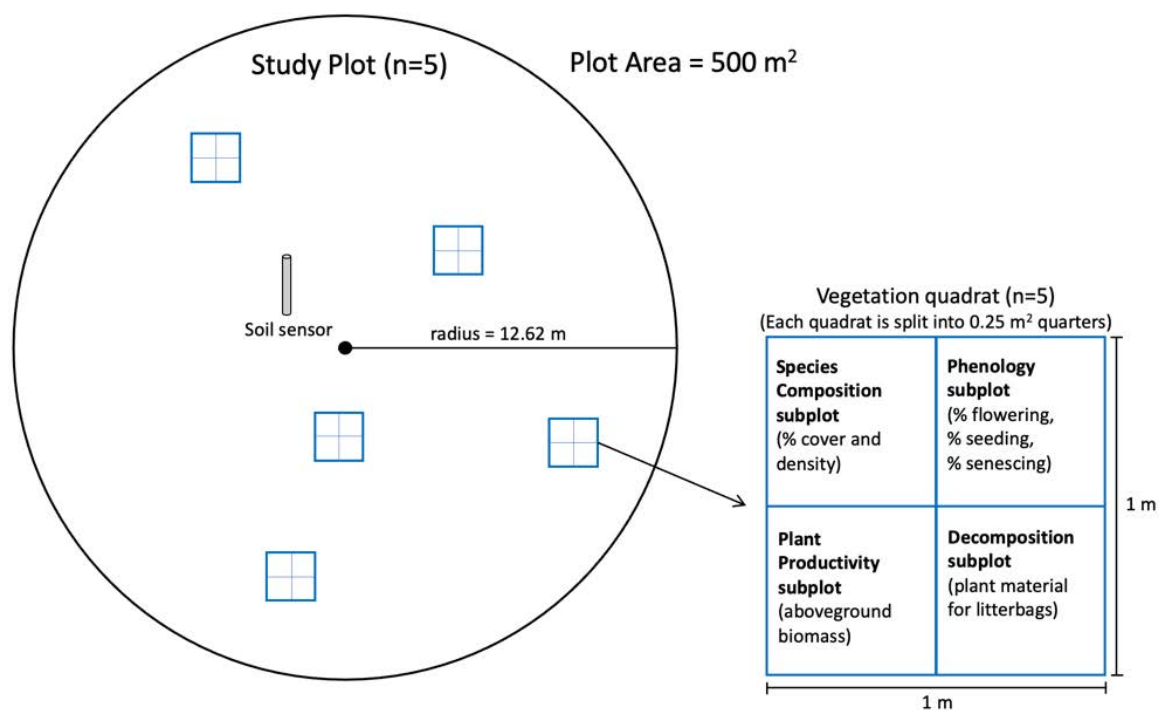 Study Plot (n=5)
Plot Area = 500 m²
Soil sensor
radius = 12.62 m
Vegetation quadrat (n=5)
(Each quadrat is split into 0.25 m² quarters)
Species
Composition
subplot
(% cover and
density)
Phenology
subplot
(% flowering,
% seeding,
% senescing)
Plant
Productivity
subplot
(aboveground
biomass)
Decomposition
subplot
(plant material
for litterbags)
1 m
1 m